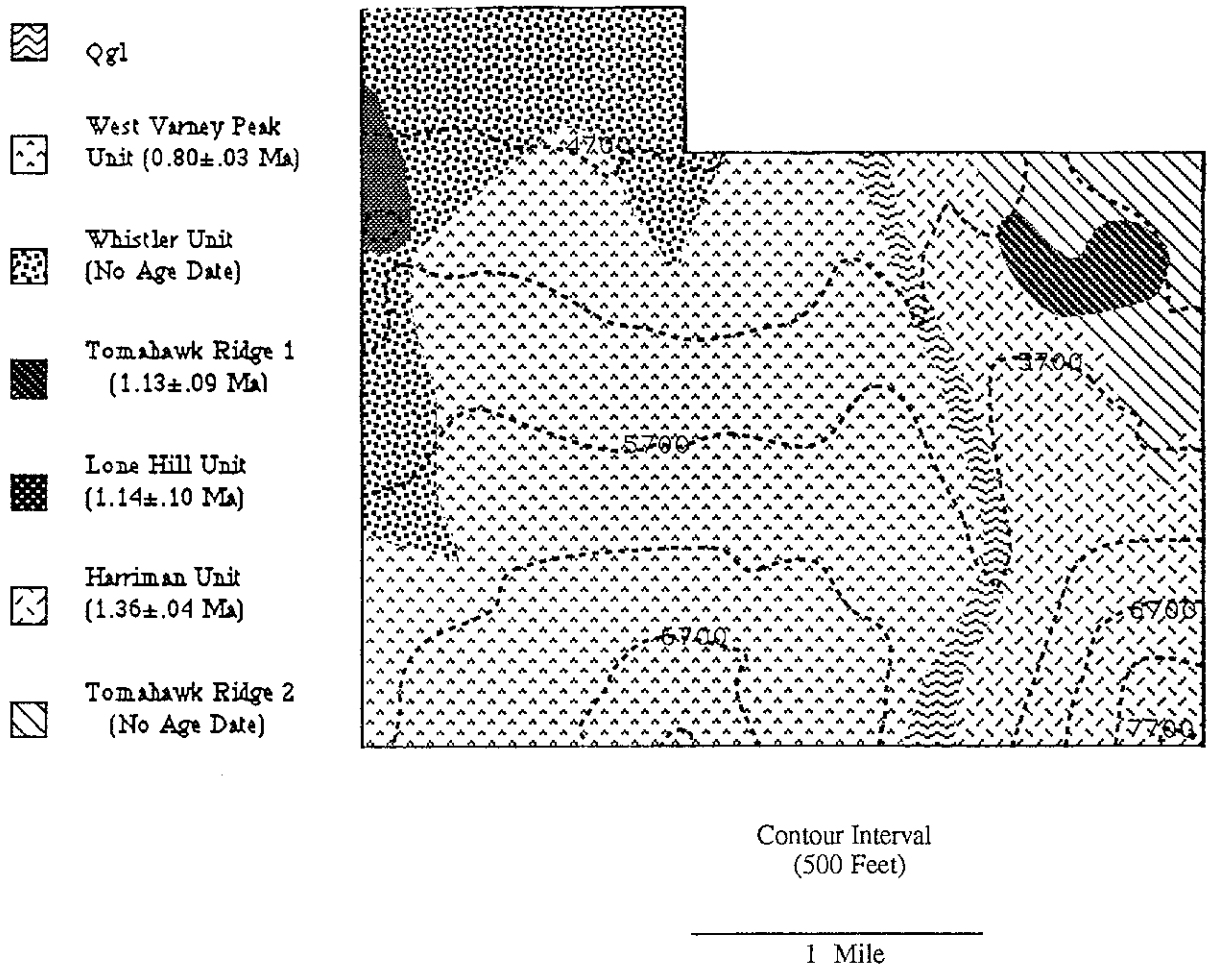 Qgl
West Varney Peak
Unit (0.80±.03 Ma)
Whistler Unit
(No Age Date)
Tomahawk Ridge 1
(1.13±.09 Ma)
Lone Hill Unit
(1.14±.10 Ma)
Harriman Unit
(1.36±.04 Ma)
Tomahawk Ridge 2
(No Age Date)
4700
5700
5700
6700
6700
7700
Contour Interval
(500 Feet)
1 Mile